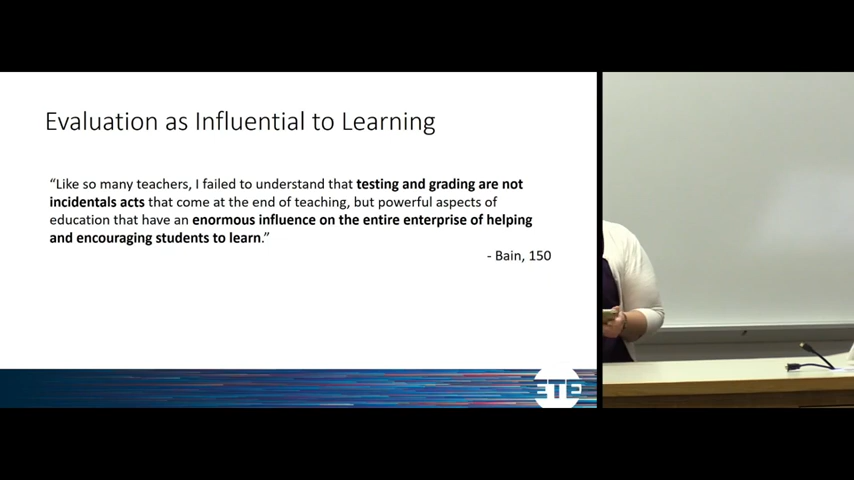 Evaluation as Influential to Learning
“Like so many teachers, I failed to understand that testing and grading are not
incidentals acts that come at the end of teaching, but powerful aspects of
education that have an enormous influence on the entire enterprise of helping
and encouraging students to learn.”
- Bain, 150
ETE